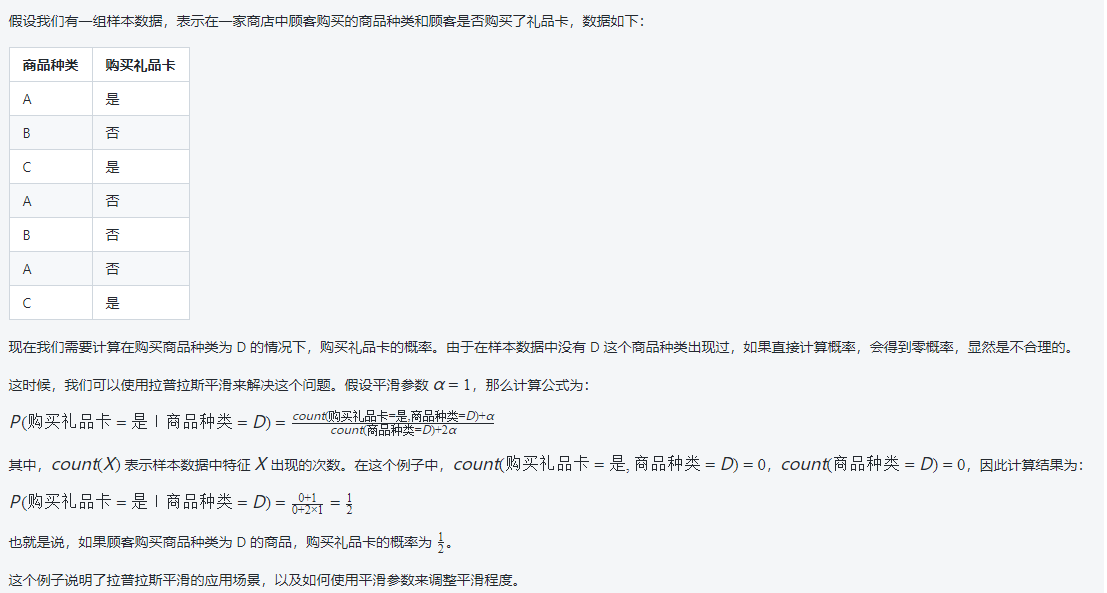 假设我们有一组样本数据，表示在一家商店中顾客购买的商品种类和顾客是否购买了礼品卡，数据如下：
商品种类 购买礼品卡
A 是
B 否
C 是
A 否
B 否
A 否
C 是
现在我们需要计算在购买商品种类为 D 的情况下，购买礼品卡的概率。由于在样本数据中没有 D 这个商品种类出现过，如果直接计算概率，会得到零概率，显然是不合理的。
这时候，我们可以使用拉普拉斯平滑来解决这个问题。假设平滑参数 α = 1，那么计算公式为：
P(购买礼品卡 = 是 | 商品种类 = D) = count(购买礼品卡=是,商品种类=D)+α / count(商品种类=D)+2α
其中，count(X) 表示样本数据中特征 X 出现的次数。在这个例子中，count(购买礼品卡 = 是, 商品种类 = D) = 0，count(商品种类 = D) = 0，因此计算结果为：
P(购买礼品卡 = 是 | 商品种类 = D) = 0+1 / 0+2×1 = 1/2
也就是说，如果顾客购买商品种类为 D 的商品，购买礼品卡的概率为 1/2。
这个例子说明了拉普拉斯平滑的应用场景，以及如何使用平滑参数来调整平滑程度。